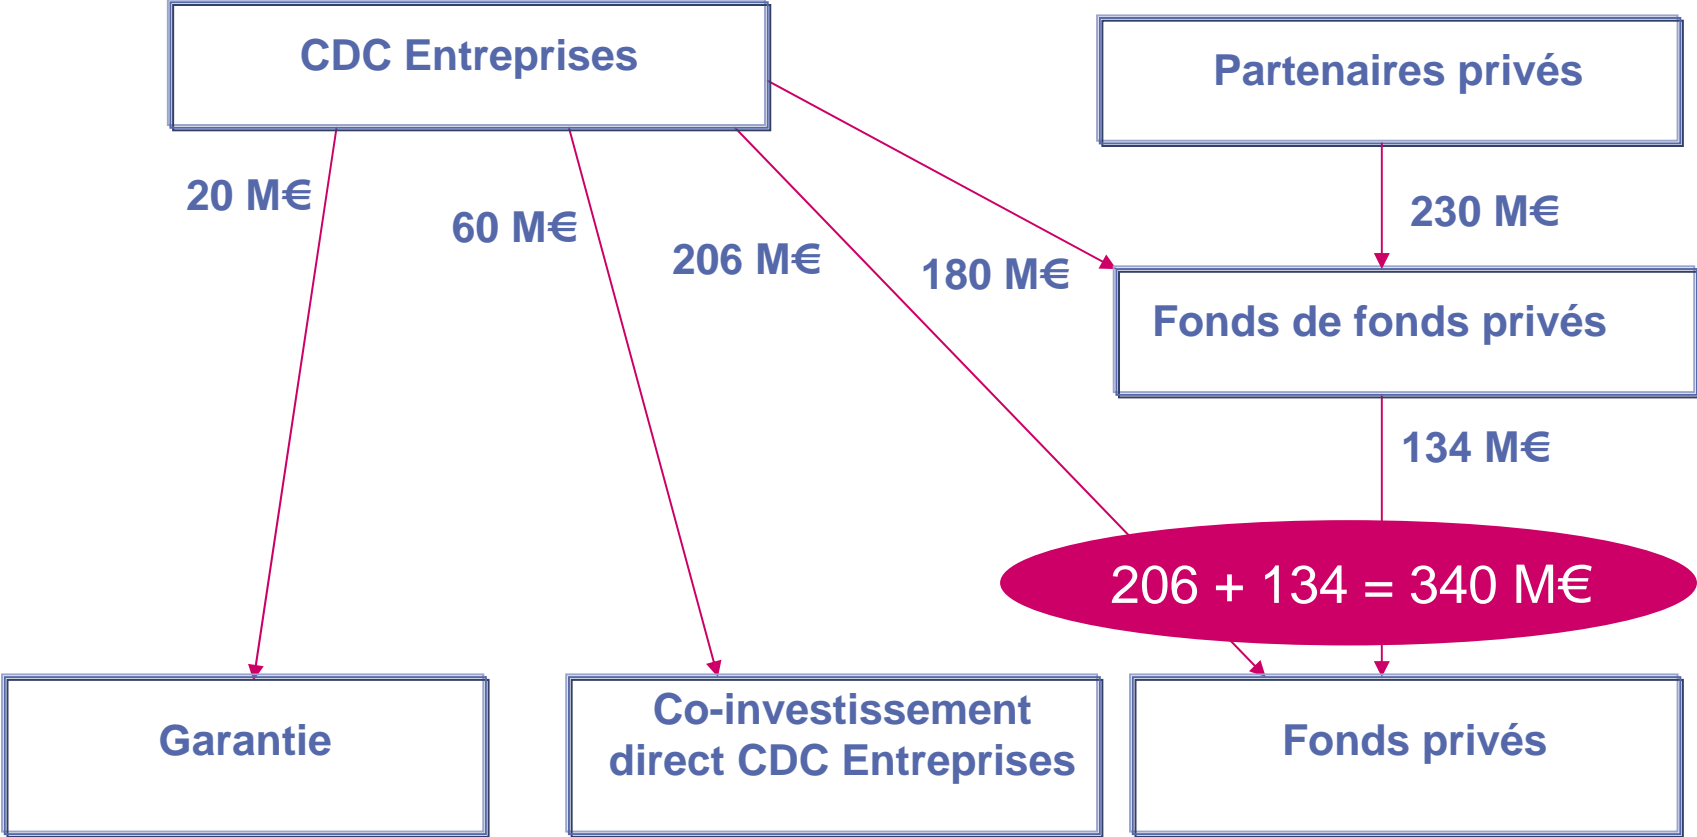 CDC Entreprises
Partenaires privés
20 M€
60 M€
206 M€
180 M€
230 M€
Fonds de fonds privés
134 M€
206 + 134 = 340 M€
Garantie
Co-investissement
direct CDC Entreprises
Fonds privés